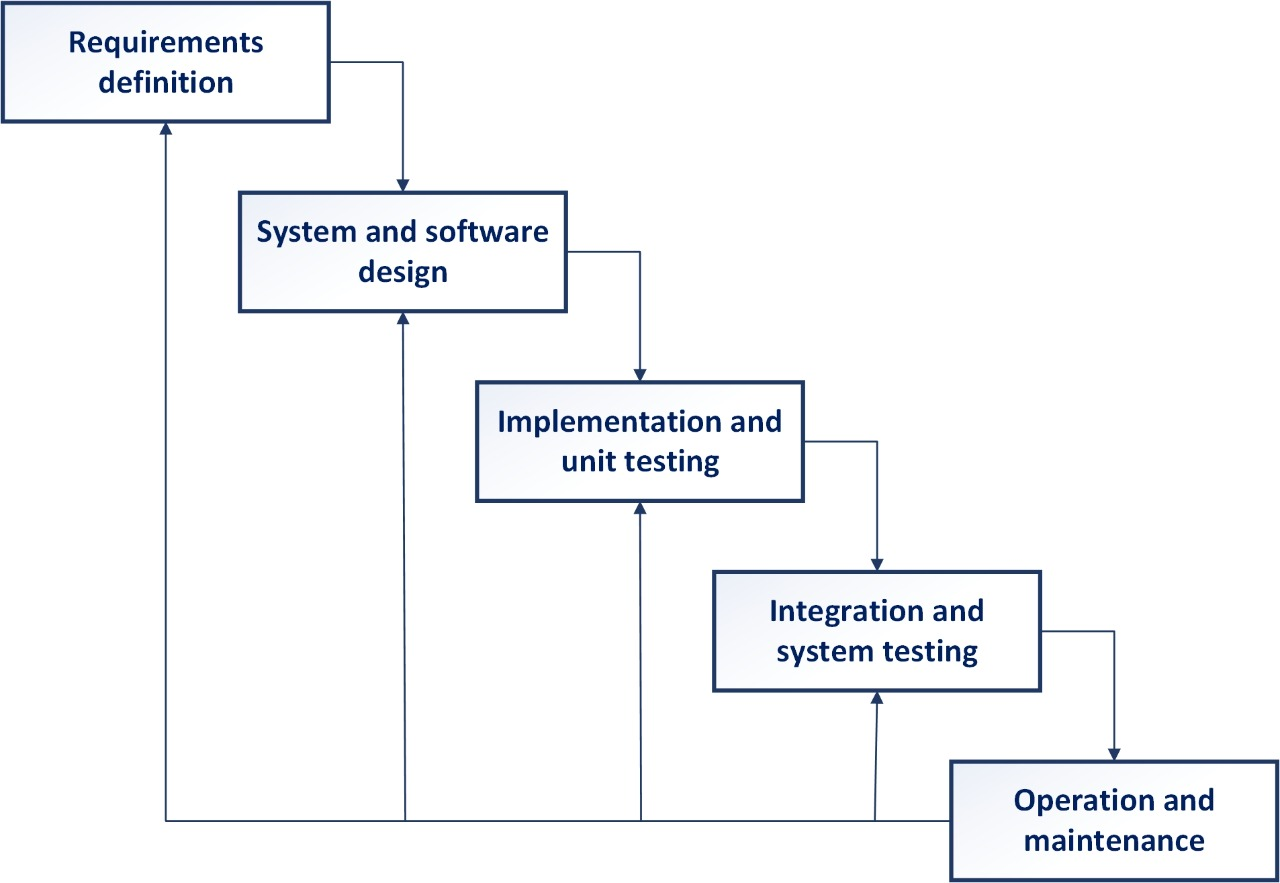 Requirements
definition
System and software
design
Implementation and
unit testing
Integration and
system testing
Operation and
maintenance